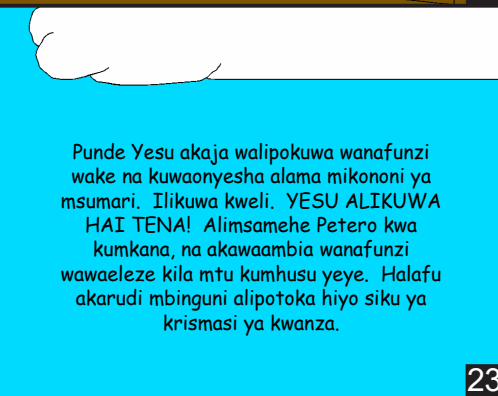 Punde Yesu akaja walipokuwa wanafunzi
wake na kuwaonyesha alama mikononi ya
msumari. Ilikuwa kweli. YESU ALIKUWA
HAI TENA! Alimsamehe Petero kwa
kumkana, na akawaambia wanafunzi
wawaeleze kila mtu kumhusu yeye. Halafu
akarudi mbinguni alipotoka hiyo siku ya
krismasi ya kwanza.
23